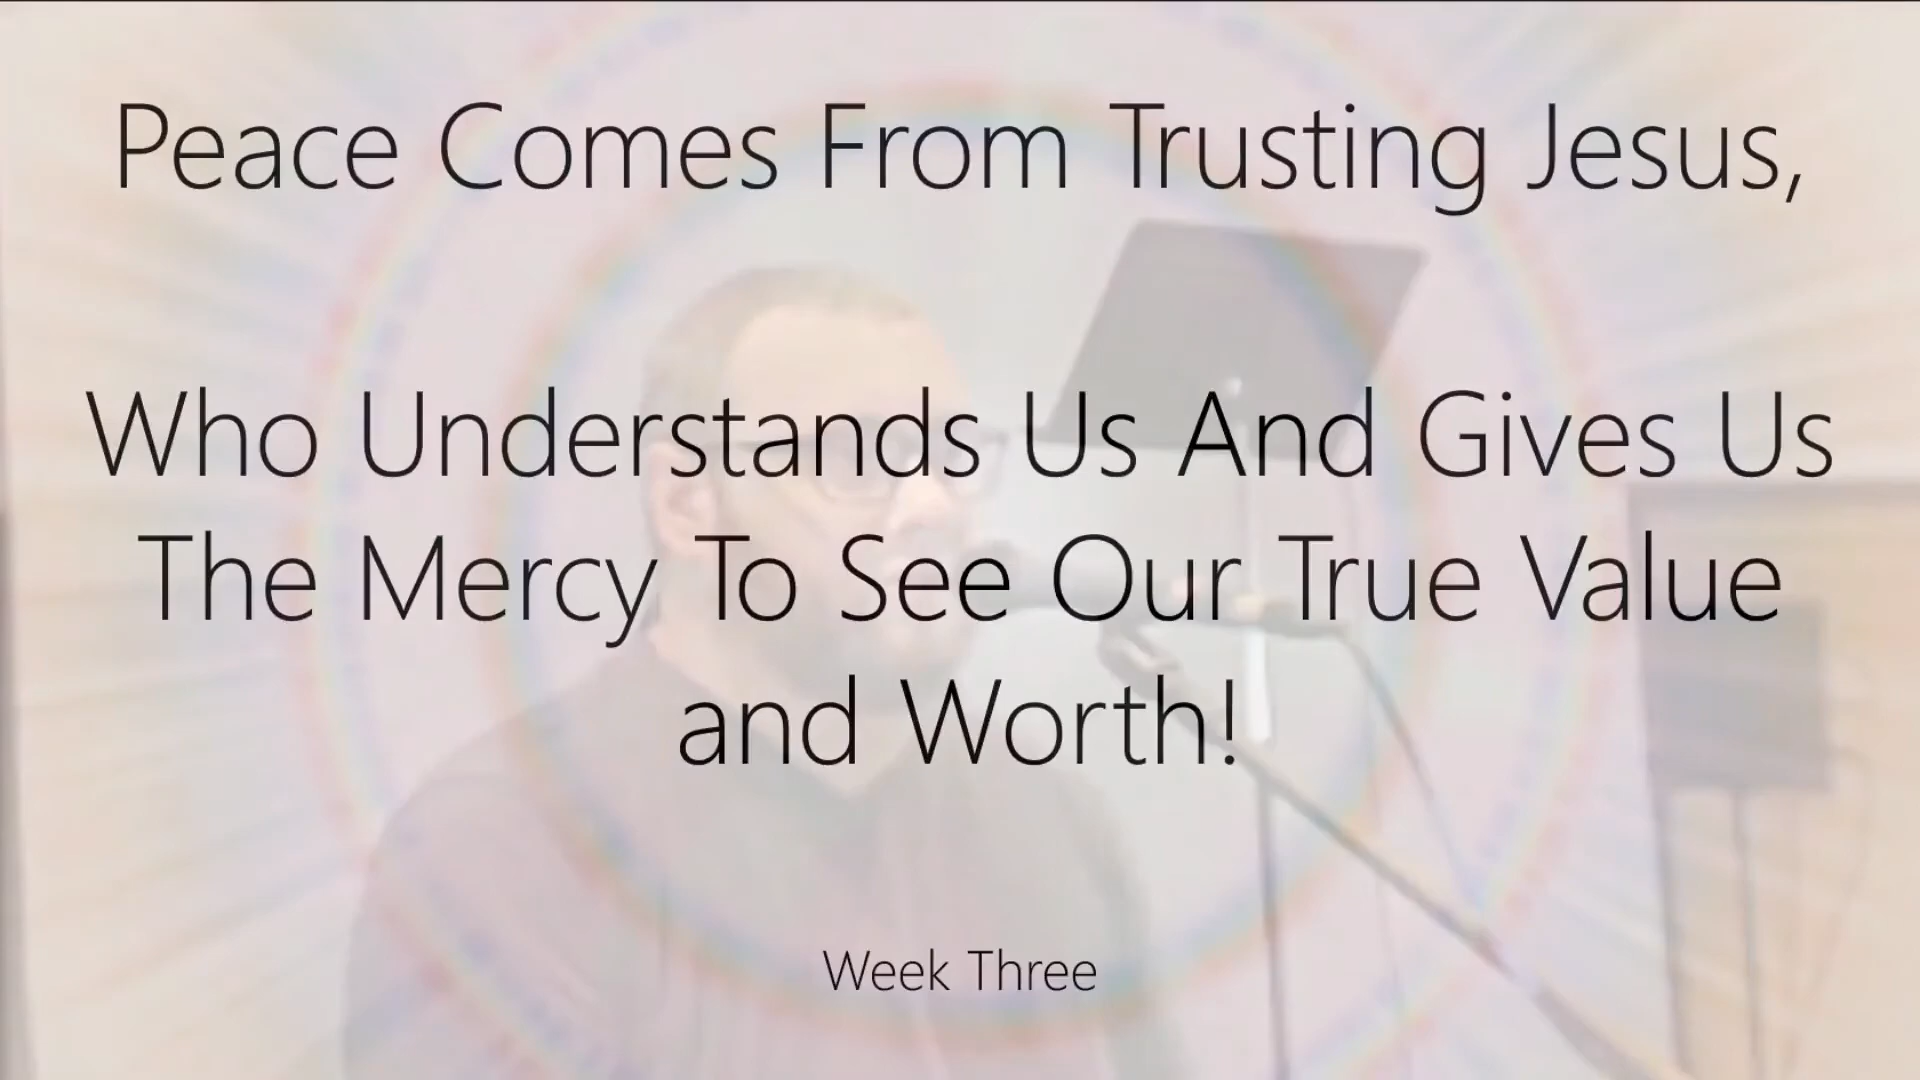 Peace Comes From Trusting Jesus,
Who Understands Us And Gives Us
The Mercy To See Our True Value
and Worth!
Week Three